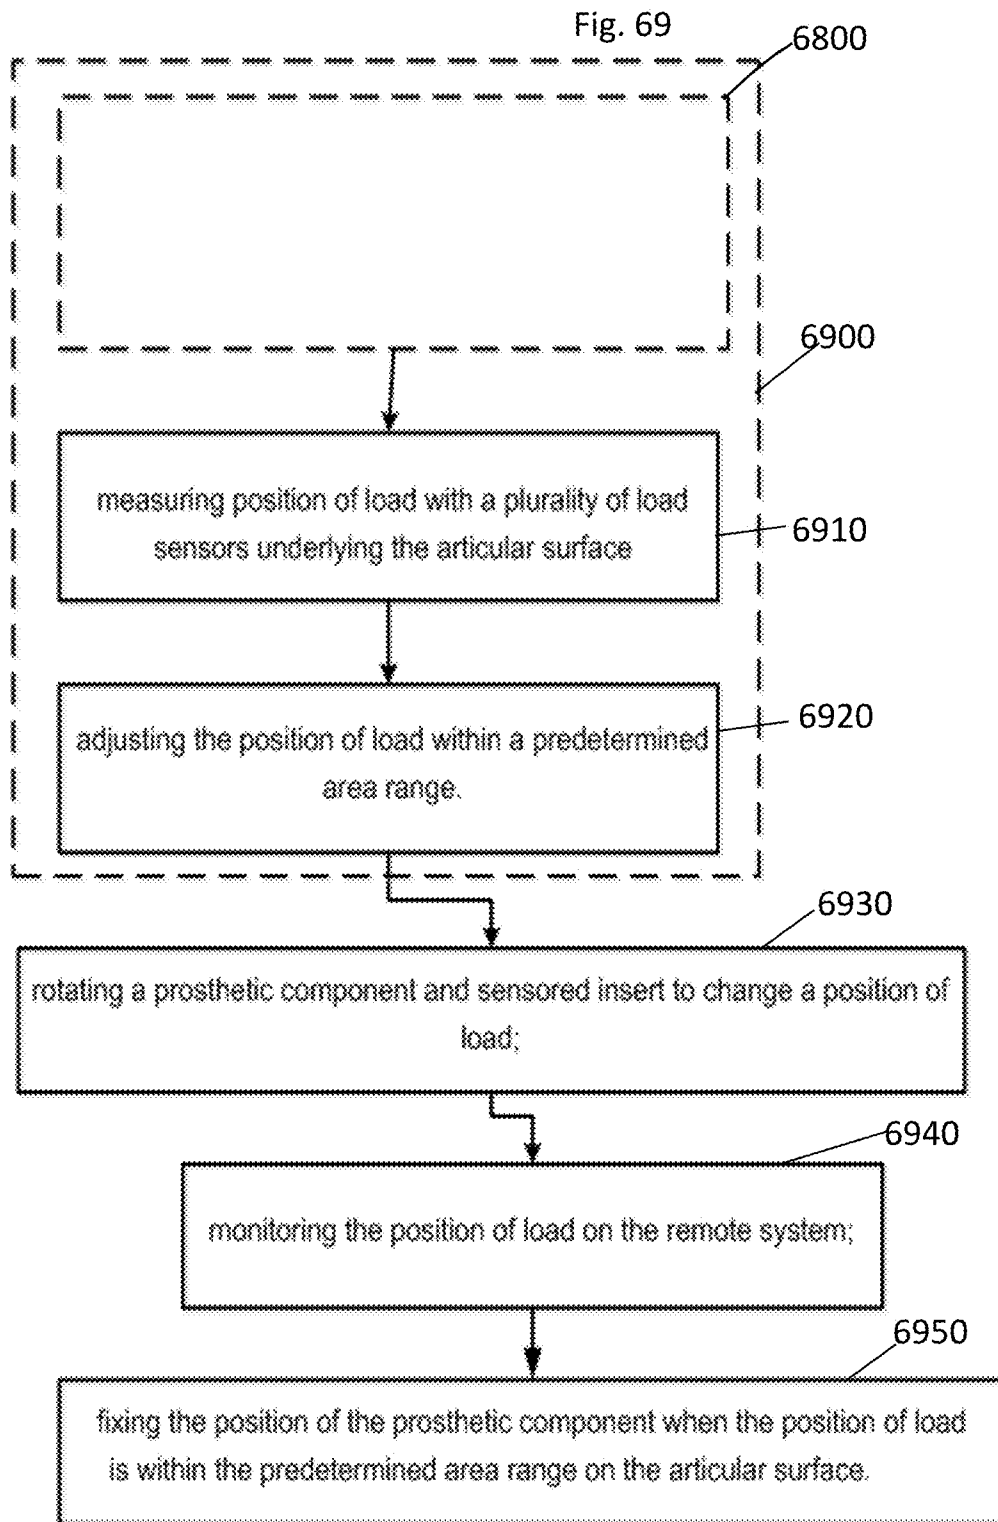 Fig. 69
6800
6900
measuring position of load with a plurality of load
sensors underlying the articular surface
6910
adjusting the position of load within a predetermined
area range.
6920
6930
rotating a prosthetic component and sensored insert to change a position of
load;
6940
monitoring the position of load on the remote system;
6950
fixing the position of the prosthetic component when the position of load
is within the predetermined area range on the articular surface.